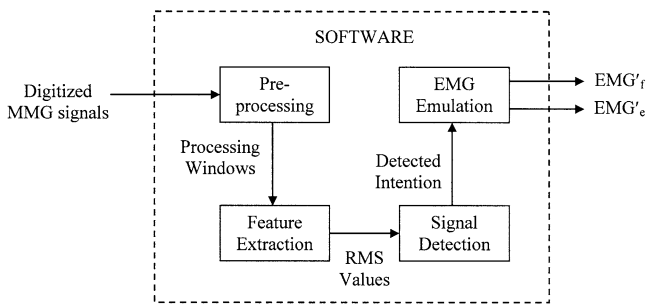 SOFTWARE
Digitized
MMG signals
Pre-
processing
EMG
Emulation
EMG′f
EMG′e
Processing
Windows
Detected
Intention
Feature
Extraction
RMS
Values
Signal
Detection